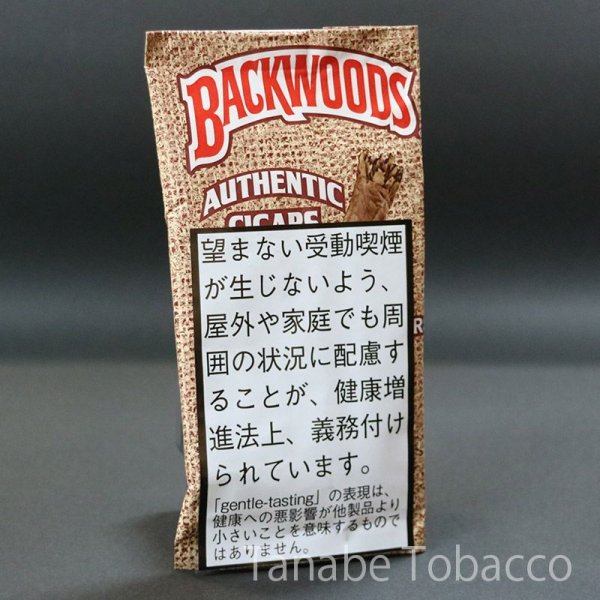 BACKWOODS
AUTHENTIC
CIGARS
望まない受動喫煙
が生じないよう、
屋外や家庭でも周
囲の状況に配慮す
ることが、健康増
進法上、義務付け
られています。
「gentle-tasting」の表現は、
健康への悪影響が他製品より
小さいことを意味するもので
はありません。
Tanabe Tobacco